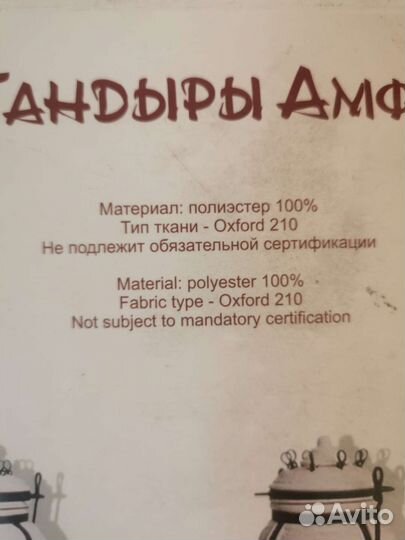 ТАНДЫРЫ АМФ
Материал: полиэстер 100%
Тип ткани - Oxford 210
Не подлежит обязательной сертификации
Material: polyester 100%
Fabric type - Oxford 210
Not subject to mandatory certification
Avito